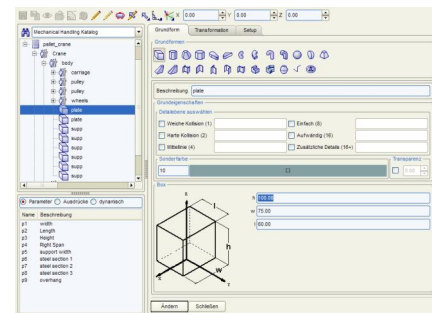 X 0.00 Y 0.00 Z 0.00
Mechanical Handling Katalog
pallet_crane
Crane
body
carriage
pulley
pulley
wheels
plate
plate
supp
supp
supp
supp
supp
Parameter Ausdrücke dynamisch
Name Beschreibung
p1 width
p2 Length
p3 Height
p4 Right Span
p5 support width
p6 steel section 1
p7 steel section 2
p8 steel section 3
p9 overhang
Grundform Transformation Setup
Grundformen
Beschreibung plate
Grundeigenschaften
Detailebene auswählen
Weiche Kollision (1) Einfach (8)
Harte Kollision (2) Aufwändig (16)
Mittellinie (4) Zusätzliche Details (16+)
Sonderfarbe Transparenz
15 0.00
Box
h 100.00
w 75.00
l 60.00
l
h
w
Ändern Schließen